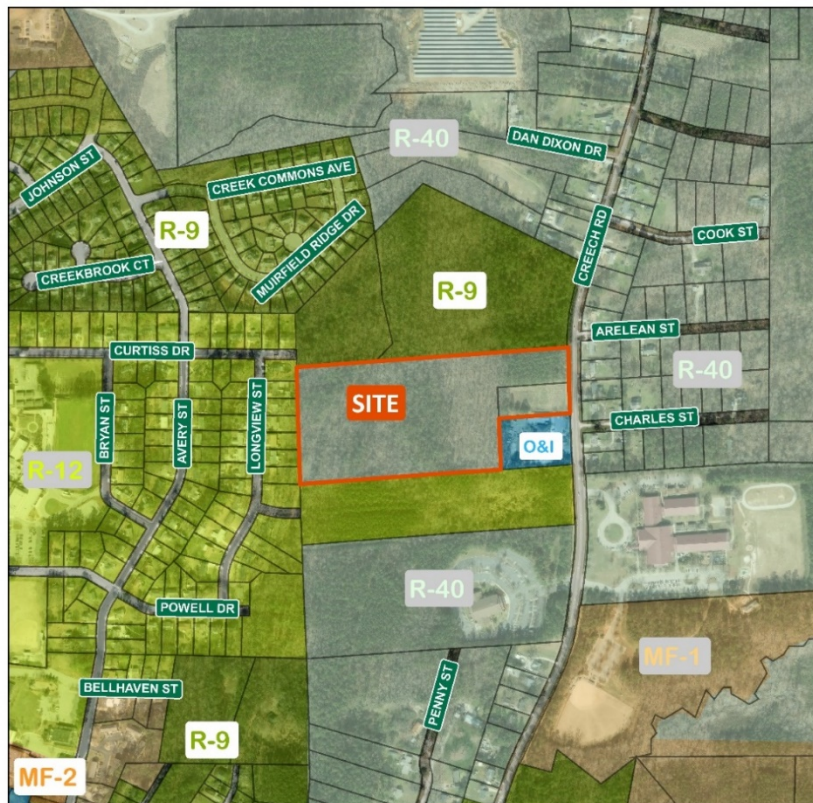 R-40
DAN DIXON DR
JOHNSON ST
CREEK COMMONS AVE
CREECH RD
COOK ST
R-9
MUIRFIELD RIDGE DR
CREEKBROOK CT
R-9
ARELEAN ST
CURTISS DR
R-40
SITE
LONGVIEW ST
BRYAN ST
AVERY ST
CHARLES ST
O&I
R-12
R-40
POWELL DR
MF-1
PENNY ST
BELLHAVEN ST
R-9
MF-2